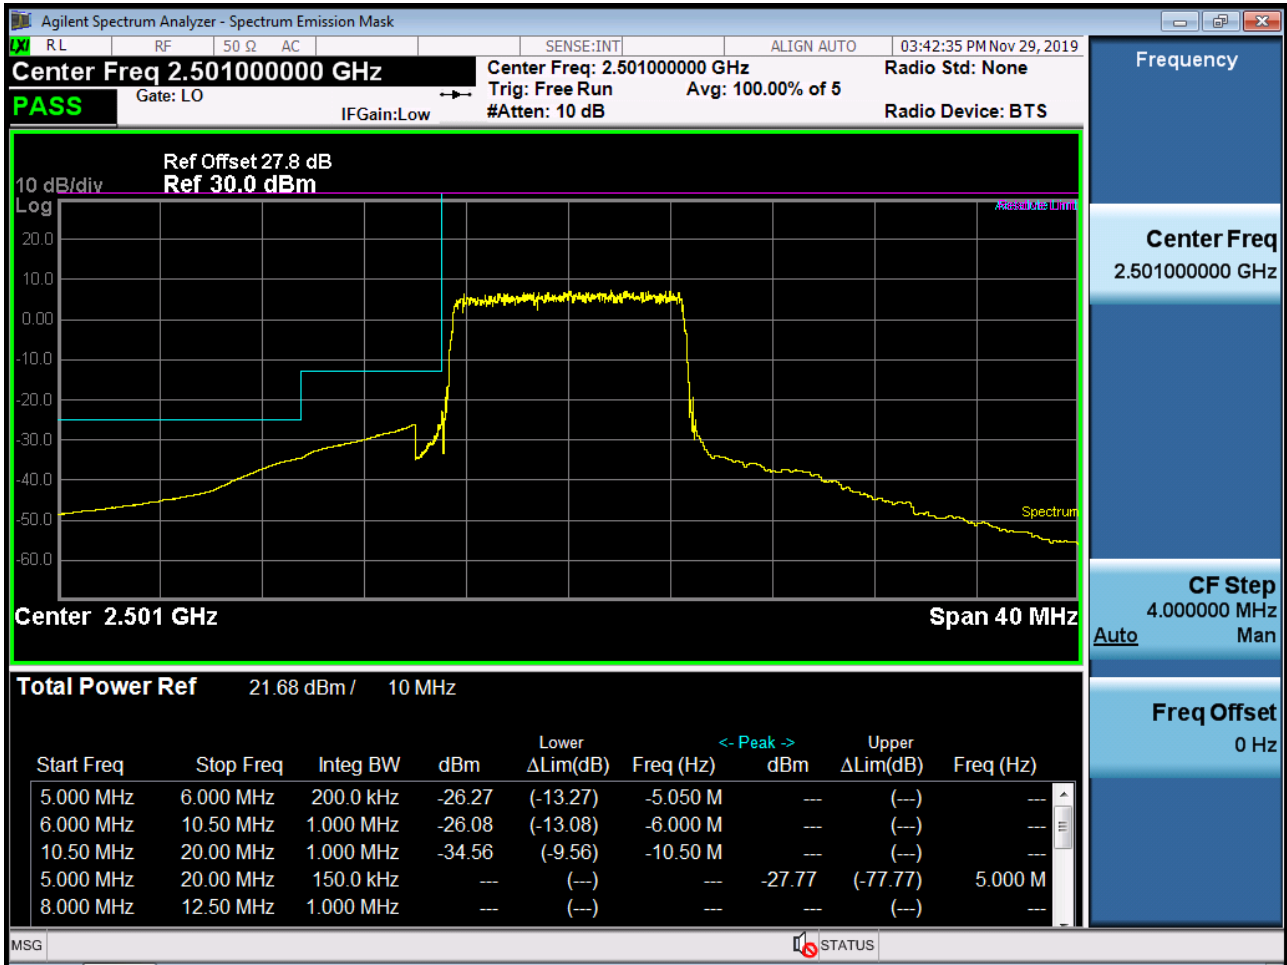 Agilent Spectrum Analyzer - Spectrum Emission Mask
LXI RL RF 50 Ω AC SENSE:INT ALIGN AUTO 03:42:35 PM Nov 29, 2019
Center Freq 2.501000000 GHz
Center Freq: 2.501000000 GHz Radio Std: None
PASS Gate: LO Trig: Free Run Avg: 100.00% of 5
IFGain:Low #Atten: 10 dB Radio Device: BTS
Ref Offset 27.8 dB
10 dB/div Ref 30.0 dBm
Log
Absolute Limit
20.0
10.0
0.00
-10.0
-20.0
-30.0
-40.0
-50.0
Spectrum
-60.0
Center 2.501 GHz Span 40 MHz
Total Power Ref 21.68 dBm / 10 MHz
Lower <- Peak -> Upper
Start Freq Stop Freq Integ BW dBm ΔLim(dB) Freq (Hz) dBm ΔLim(dB) Freq (Hz)
5.000 MHz 6.000 MHz 200.0 kHz -26.27 (-13.27) -5.050 M --- (---) ---
6.000 MHz 10.50 MHz 1.000 MHz -26.08 (-13.08) -6.000 M --- (---) ---
10.50 MHz 20.00 MHz 1.000 MHz -34.56 (-9.56) -10.50 M --- (---) ---
5.000 MHz 20.00 MHz 150.0 kHz --- (---) --- -27.77 (-77.77) 5.000 M
8.000 MHz 12.50 MHz 1.000 MHz --- (---) --- --- (---) ---
MSG STATUS
Frequency
Center Freq
2.501000000 GHz
CF Step
4.000000 MHz
Auto Man
Freq Offset
0 Hz